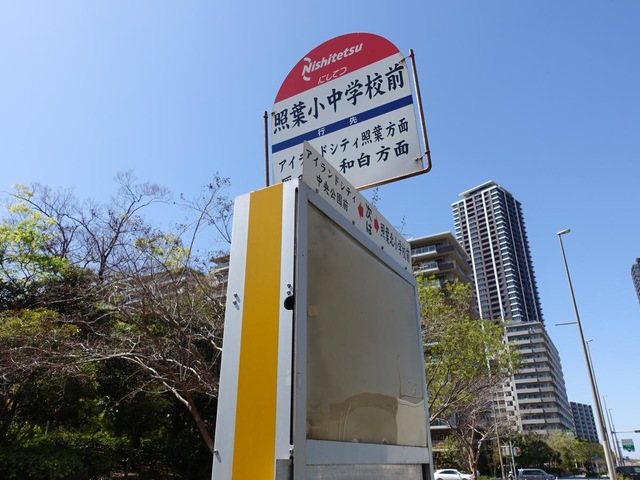 Nishitetsu
にしてつ
照葉小中学校前
行先
アイランドシティ照葉方面
和白方面
アイランドシティ
中央公園前
次は